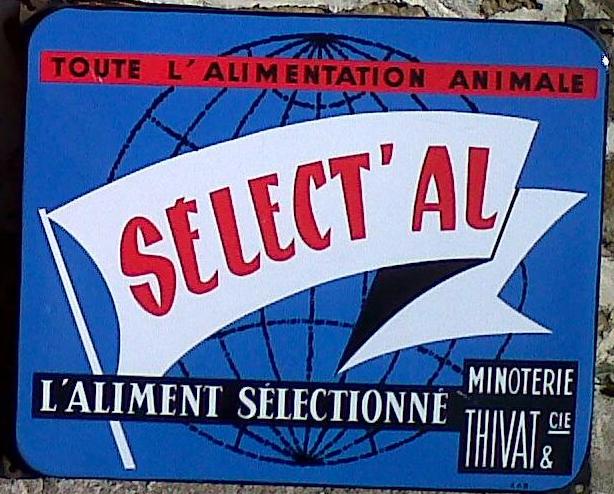 TOUTE L'ALIMENTATION ANIMALE
SÉLECT'AL
L'ALIMENT SÉLECTIONNÉ
MINOTERIE
THIVAT & CIE